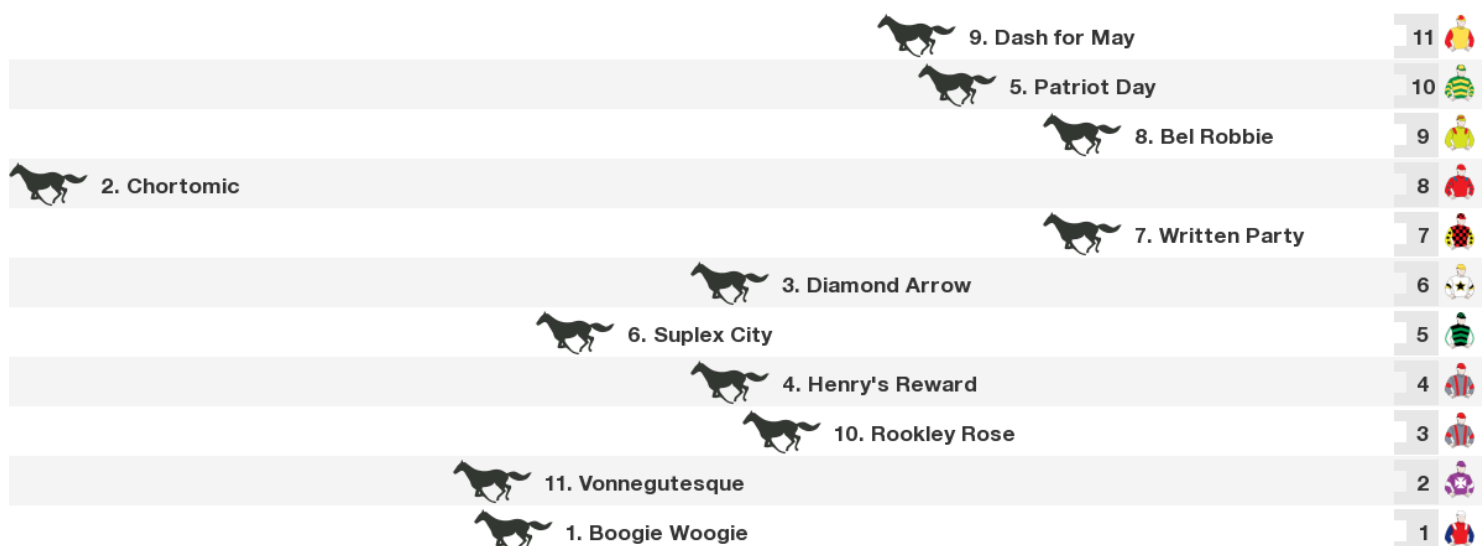 9. Dash for May 11
5. Patriot Day 10
8. Bel Robbie 9
2. Chortomic 8
7. Written Party 7
3. Diamond Arrow 6
6. Suplex City 5
4. Henry's Reward 4
10. Rookley Rose 3
11. Vonnegutesque 2
1. Boogie Woogie 1